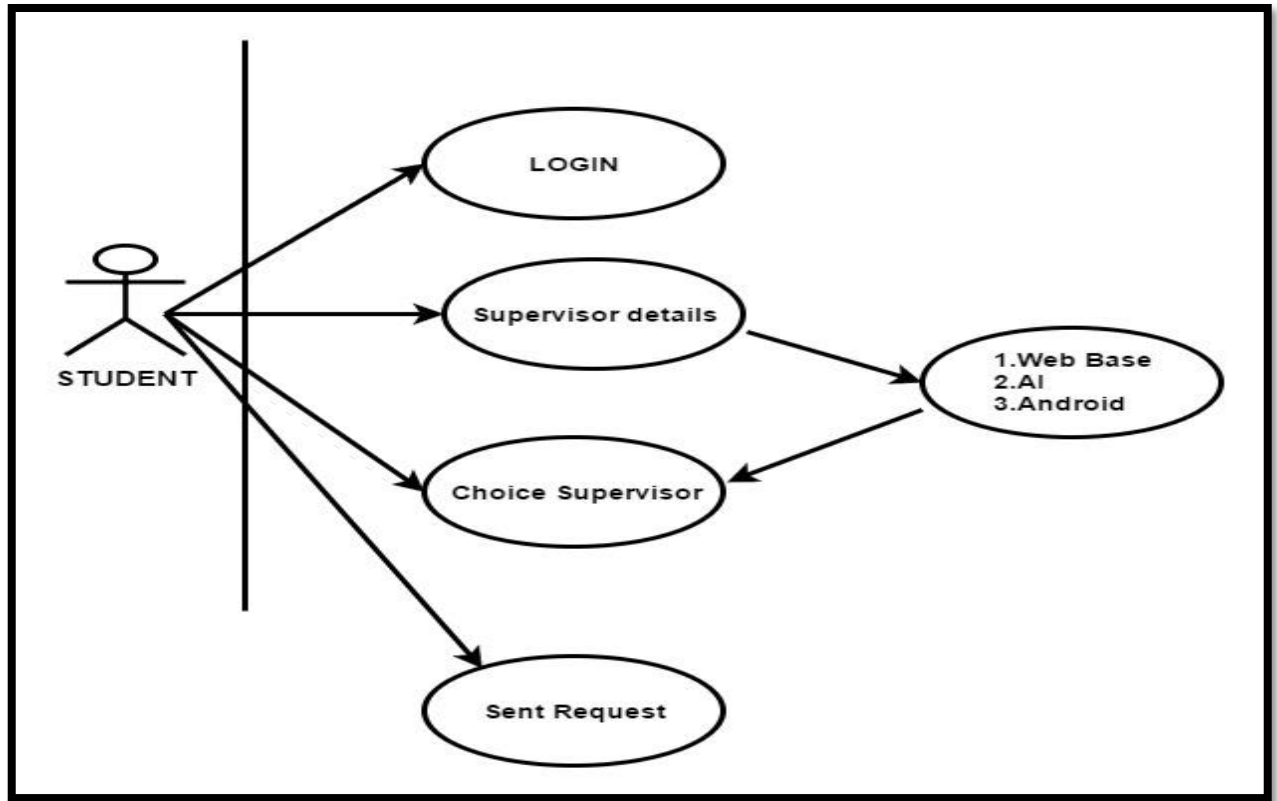 LOGIN
Supervisor details
STUDENT
1.Web Base
2.AI
3.Android
Choice Supervisor
Sent Request